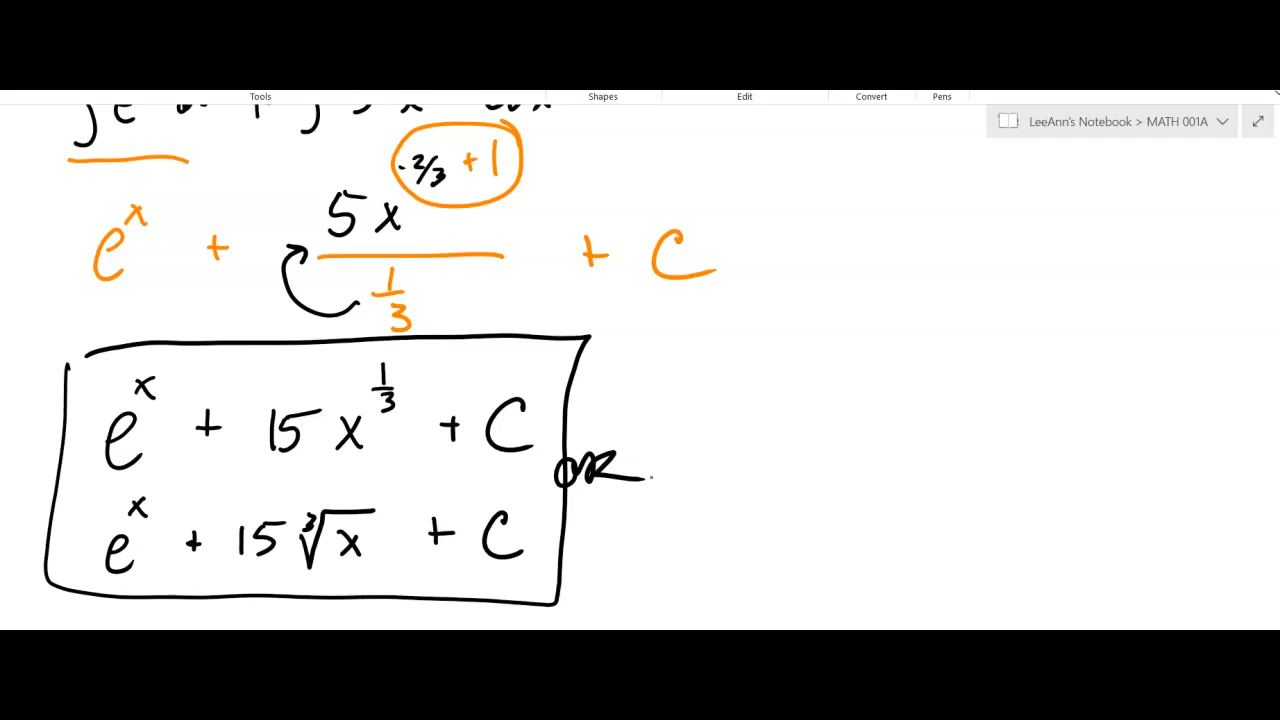 Tools Shapes Edit Convert Pens
LeeAnn's Notebook > MATH 001A
-2/3 + 1
e^x + 5x / (1/3) + C
e^x + 15x^(1/3) + C
OR
e^x + 15∛x + C